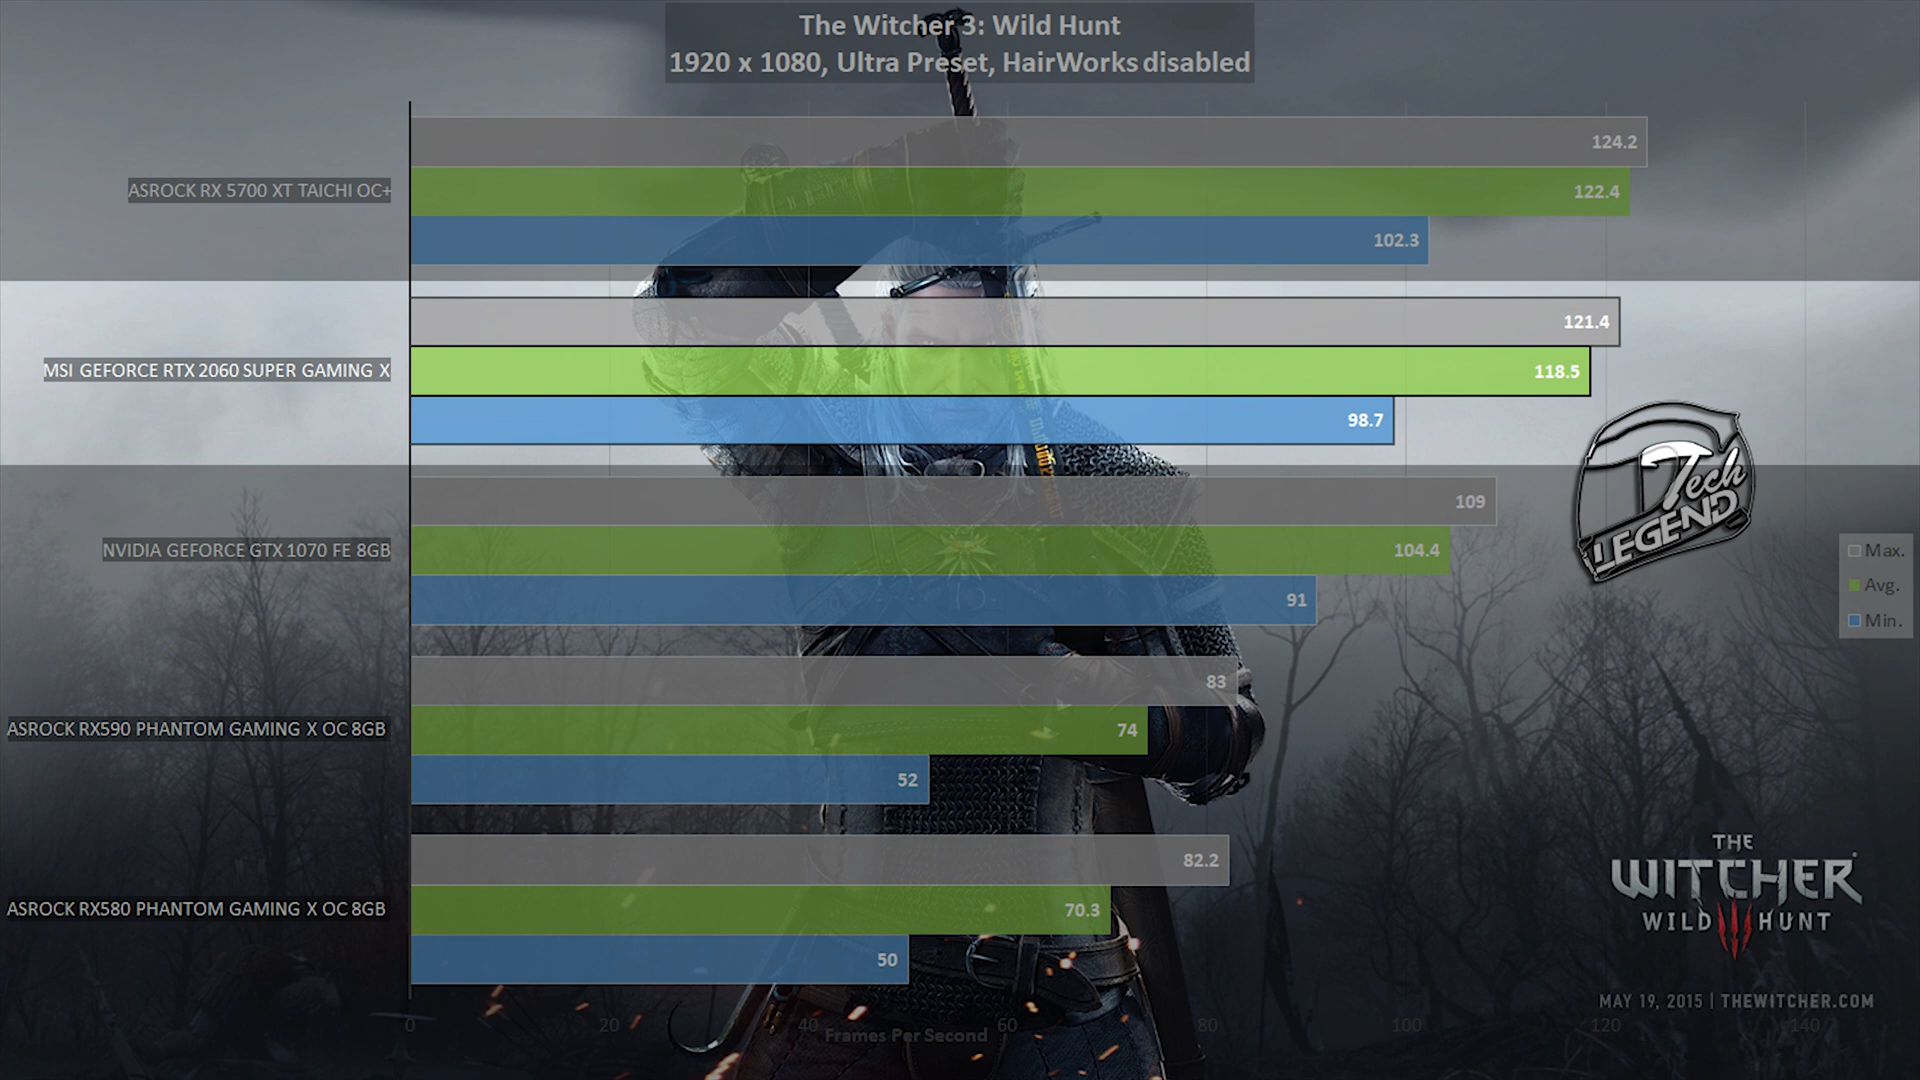 The Witcher 3: Wild Hunt
1920 x 1080, Ultra Preset, HairWorks disabled
124.2
ASROCK RX 5700 XT TAICHI OC+
122.4
102.3
121.4
MSI GEFORCE RTX 2060 SUPER GAMING X
118.5
98.7
109
NVIDIA GEFORCE GTX 1070 FE 8GB
104.4
91
83
ASROCK RX590 PHANTOM GAMING X OC 8GB
74
52
82.2
ASROCK RX580 PHANTOM GAMING X OC 8GB
70.3
50
Tech
LEGEND
Max.
Avg.
Min.
THE
WITCHER
WILD HUNT
MAY 19, 2015 | THEWITCHER.COM
0 20 40 60 80 100 120 140
Frames Per Second